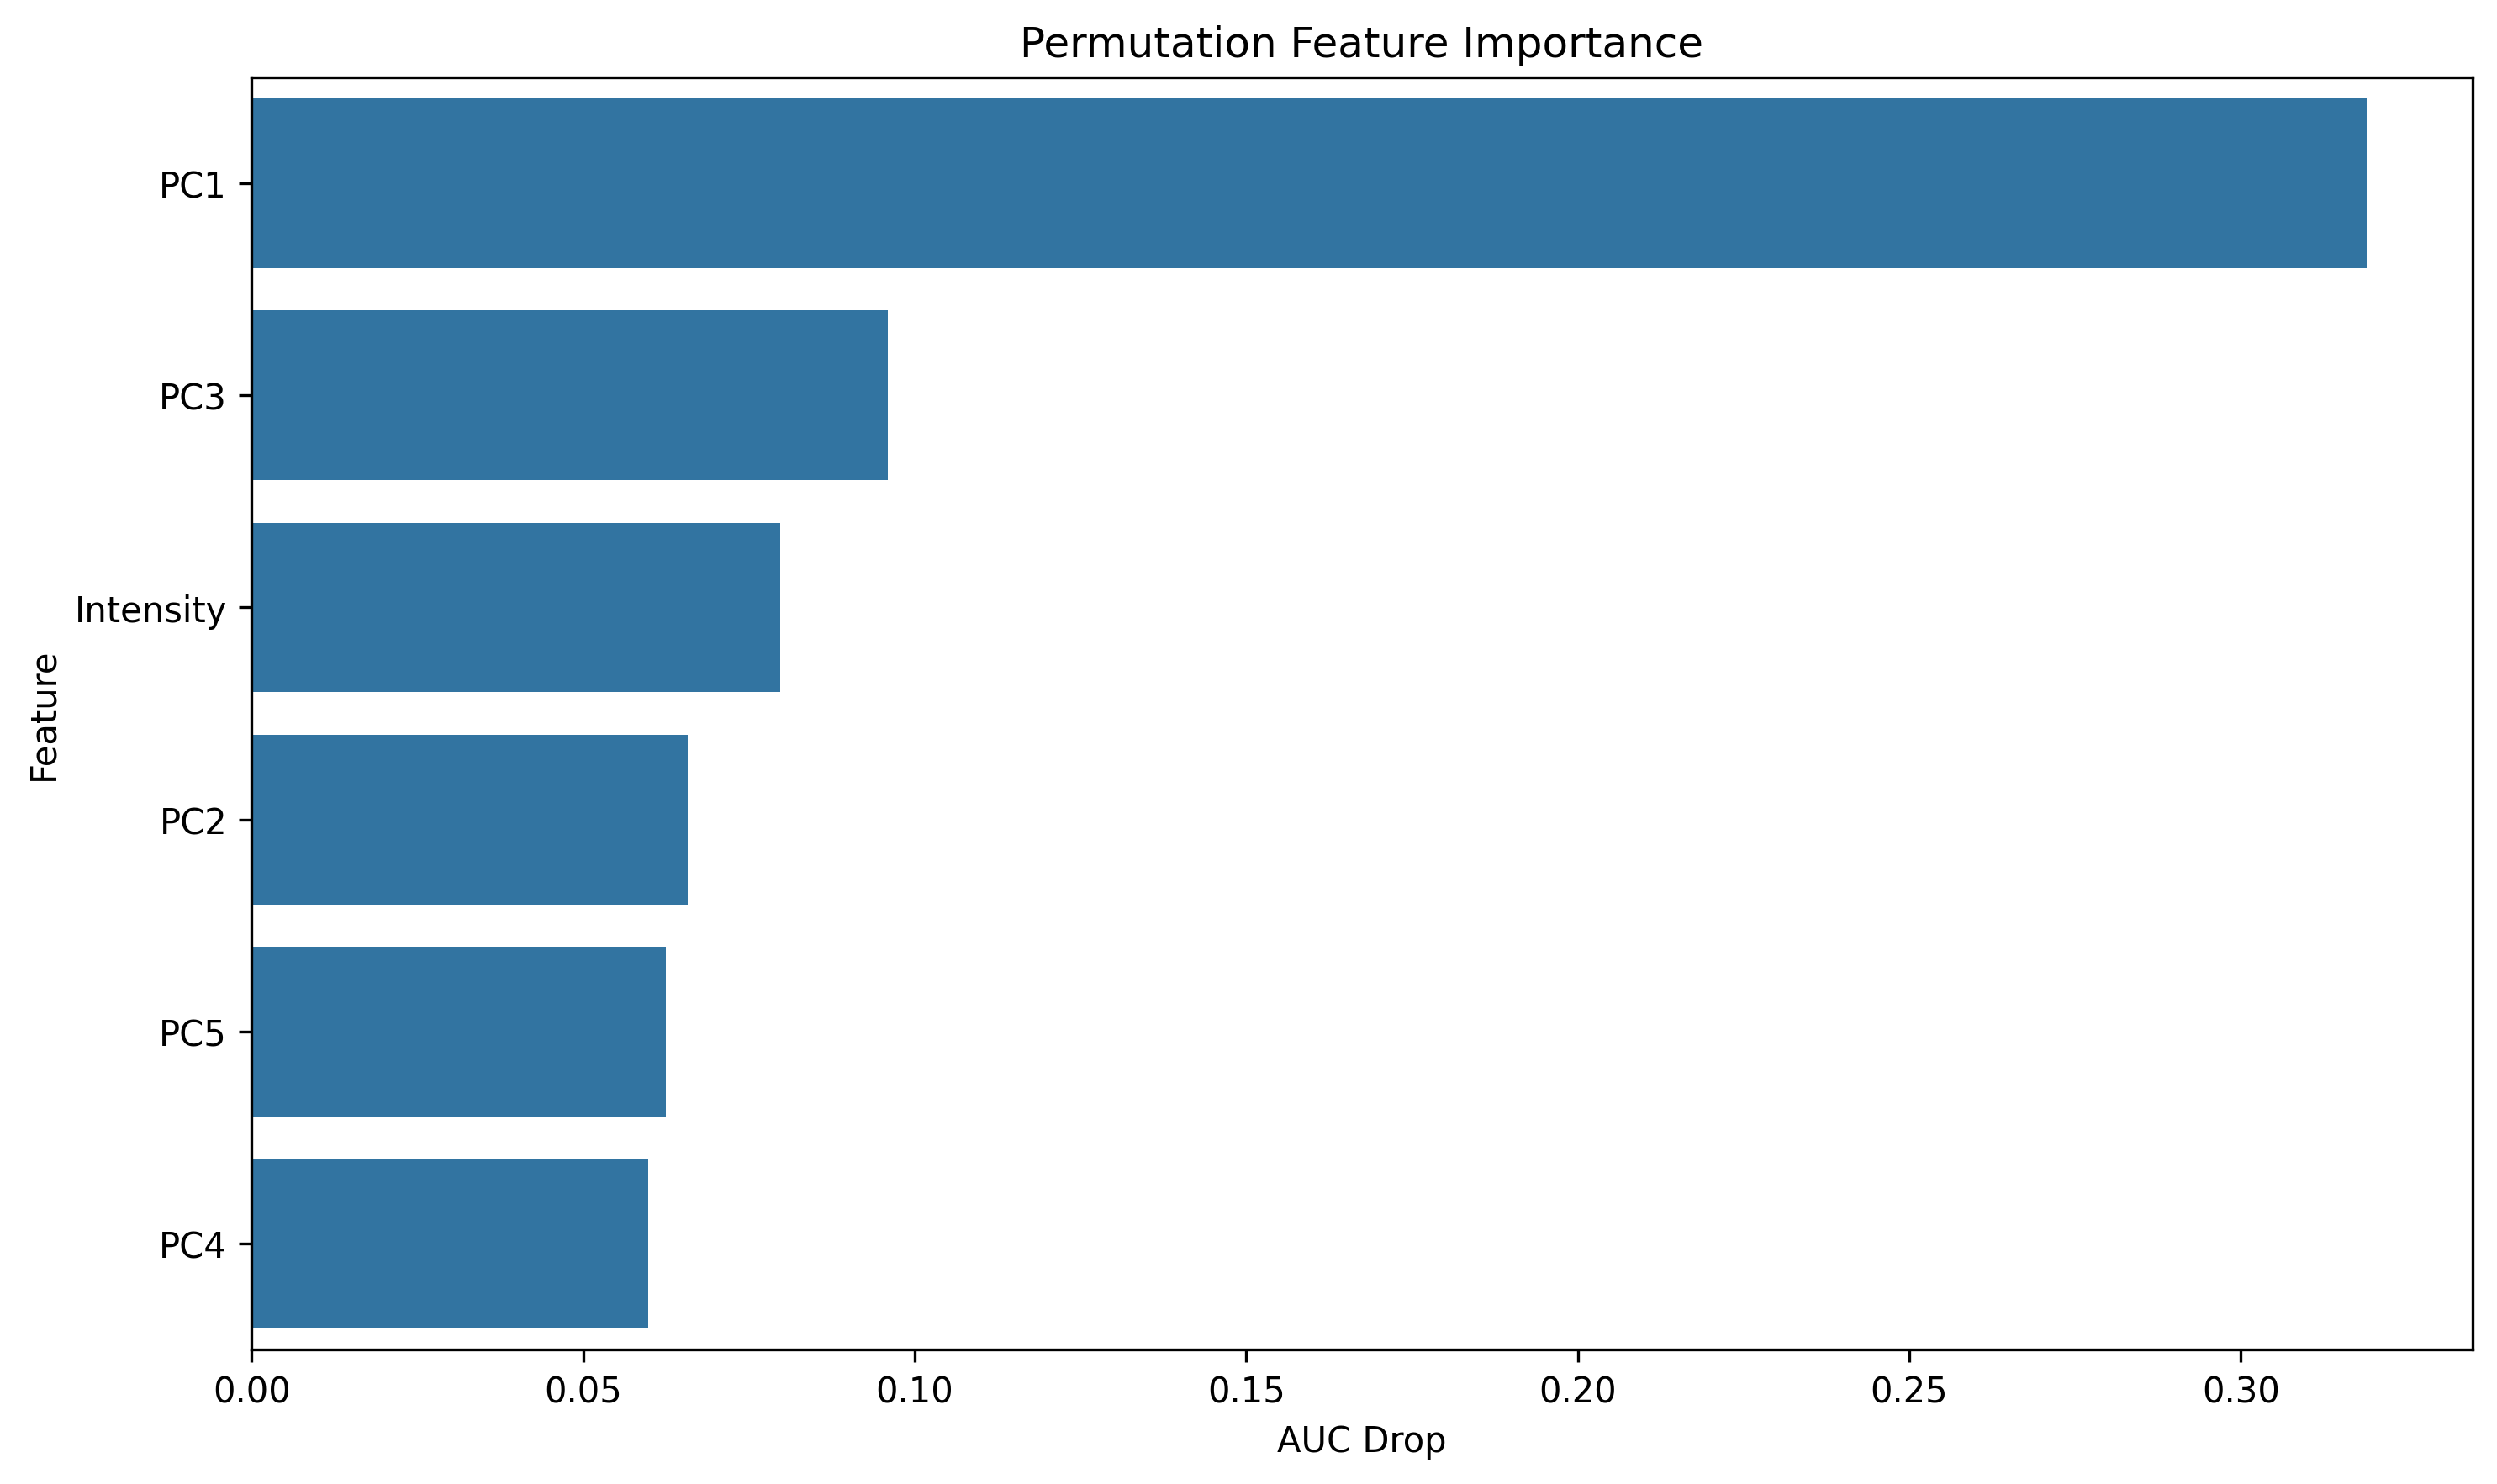 Permutation Feature Importance
PC1
PC3
Intensity
PC2
PC5
PC4
Feature
0.00 0.05 0.10 0.15 0.20 0.25 0.30
AUC Drop